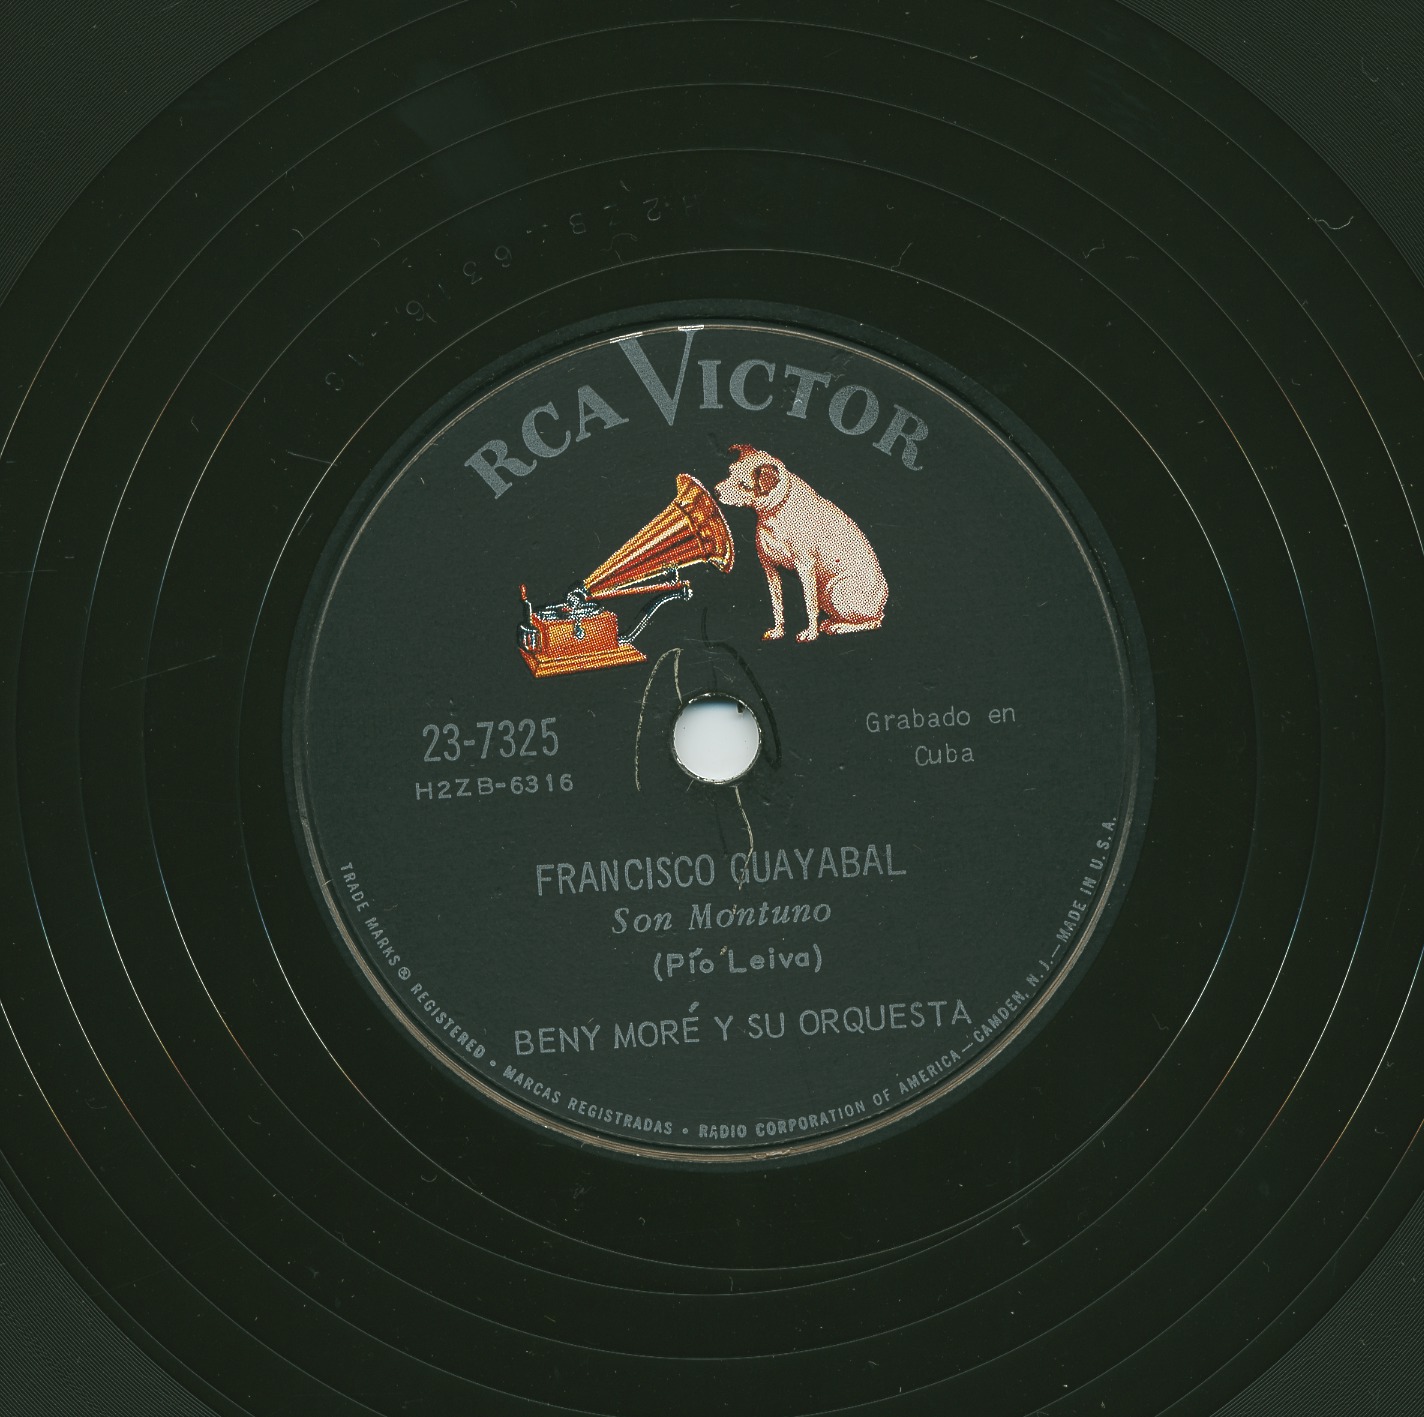 RCA VICTOR
23-7325
H2ZB-6316
Grabado en
Cuba
FRANCISCO GUAYABAL
Son Montuno
(Pío Leiva)
BENY MORÉ Y SU ORQUESTA
TRADE MARKS ® REGISTERED • MARCAS REGISTRADAS • RADIO CORPORATION OF AMERICA — CAMDEN, N. J. — MADE IN U. S. A.